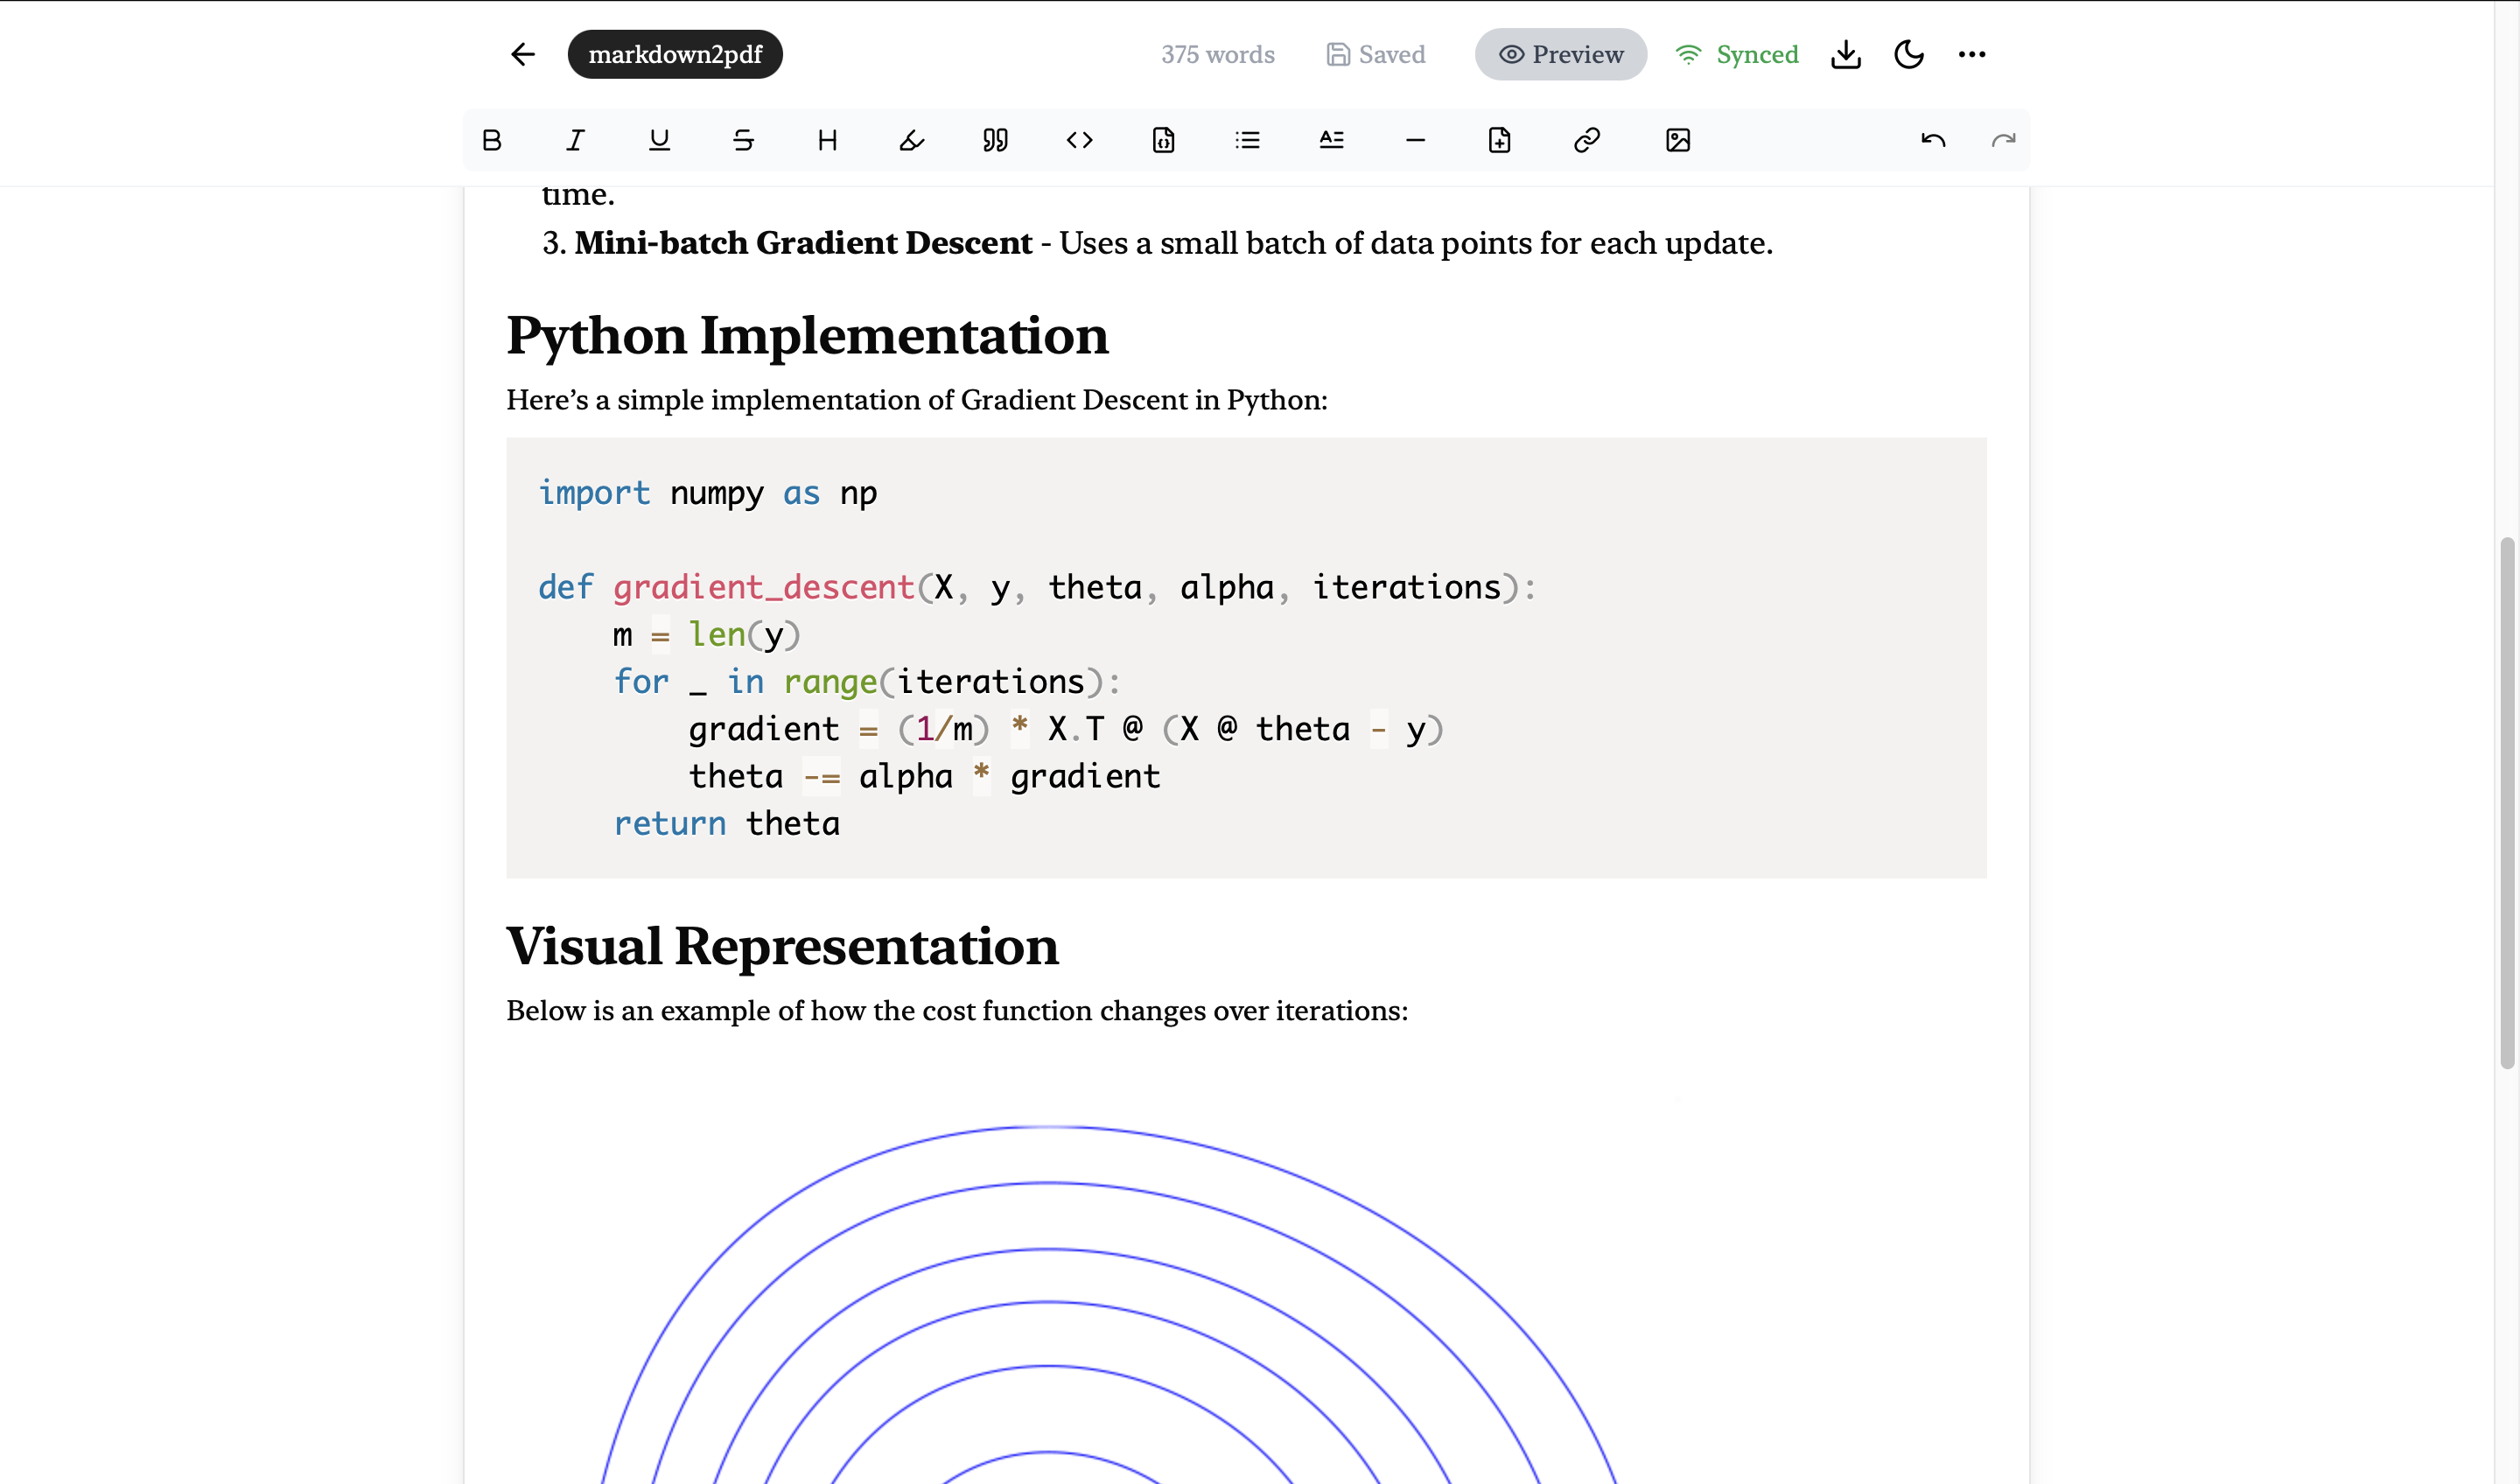 markdown2pdf
375 words
Saved
Preview
Synced
time.
3. Mini-batch Gradient Descent - Uses a small batch of data points for each update.
Python Implementation
Here’s a simple implementation of Gradient Descent in Python:
import numpy as np

def gradient_descent(X, y, theta, alpha, iterations):
    m = len(y)
    for _ in range(iterations):
        gradient = (1/m) * X.T @ (X @ theta - y)
        theta -= alpha * gradient
    return theta
Visual Representation
Below is an example of how the cost function changes over iterations: